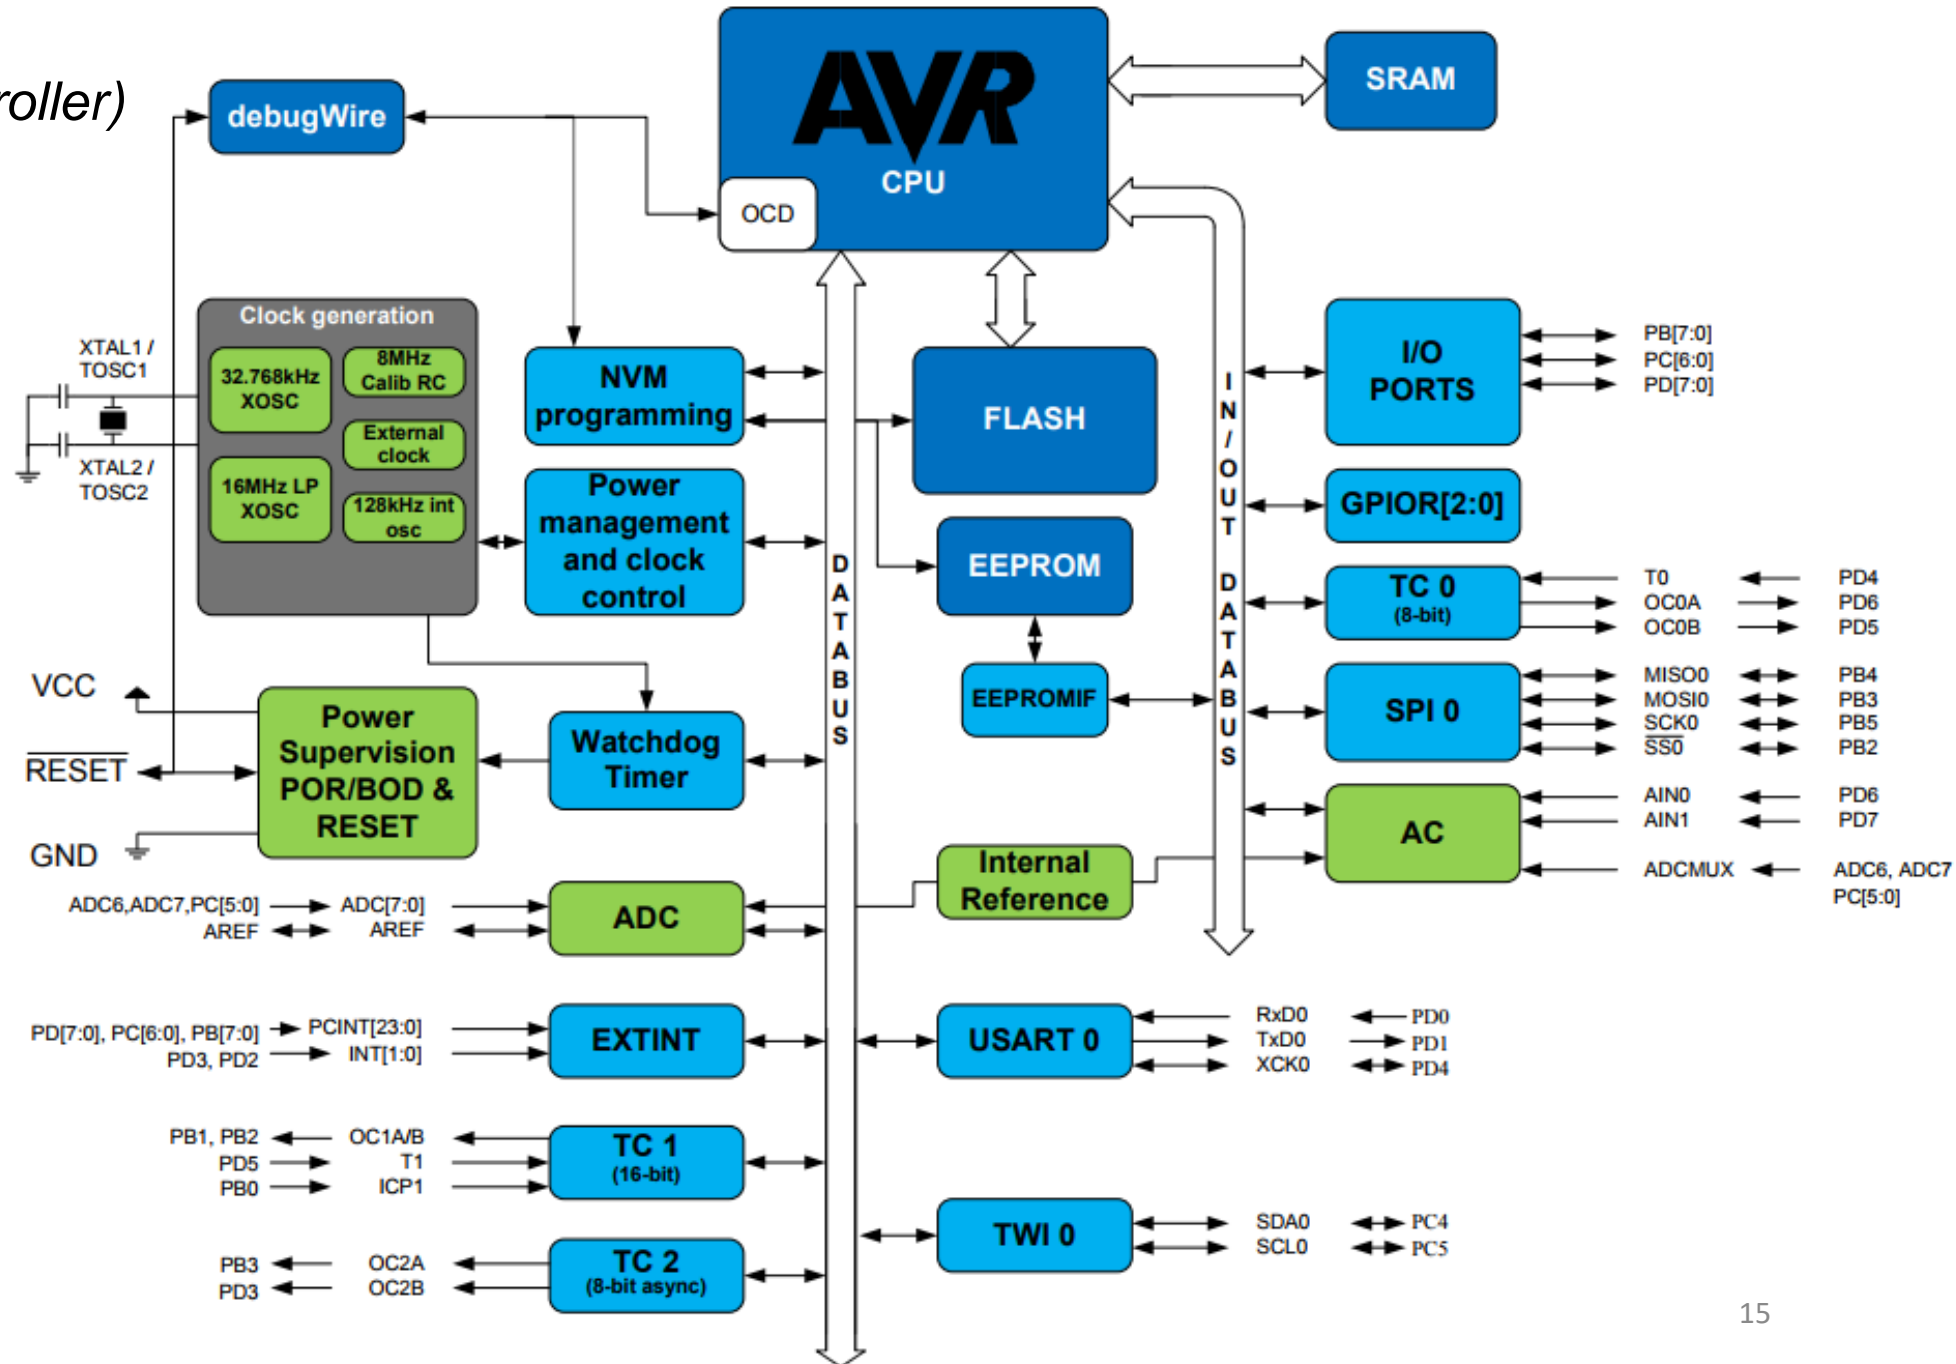 roller)
debugWire
AVR
CPU
OCD
SRAM
Clock generation
32.768kHz
XOSC
8MHz
Calib RC
External
clock
16MHz LP
XOSC
128kHz int
osc
XTAL1 /
TOSC1
XTAL2 /
TOSC2
NVM
programming
Power
management
and clock
control
FLASH
EEPROM
EEPROMIF
DATABUS
IN/OUT DATABUS
I/O
PORTS
PB[7:0]
PC[6:0]
PD[7:0]
GPIOR[2:0]
TC 0
(8-bit)
T0 PD4
OC0A PD6
OC0B PD5
SPI 0
MISO0 PB4
MOSI0 PB3
SCK0 PB5
SS0 PB2
AC
AIN0 PD6
AIN1 PD7
ADCMUX ADC6, ADC7
PC[5:0]
VCC
RESET
GND
Power
Supervision
POR/BOD &
RESET
Watchdog
Timer
Internal
Reference
ADC6,ADC7,PC[5:0] ADC[7:0]
AREF AREF
ADC
PD[7:0], PC[6:0], PB[7:0] PCINT[23:0]
PD3, PD2 INT[1:0]
EXTINT
USART 0
RxD0 PD0
TxD0 PD1
XCK0 PD4
PB1, PB2 OC1A/B
PD5 T1
PB0 ICP1
TC 1
(16-bit)
TWI 0
SDA0 PC4
SCL0 PC5
PB3 OC2A
PD3 OC2B
TC 2
(8-bit async)
15